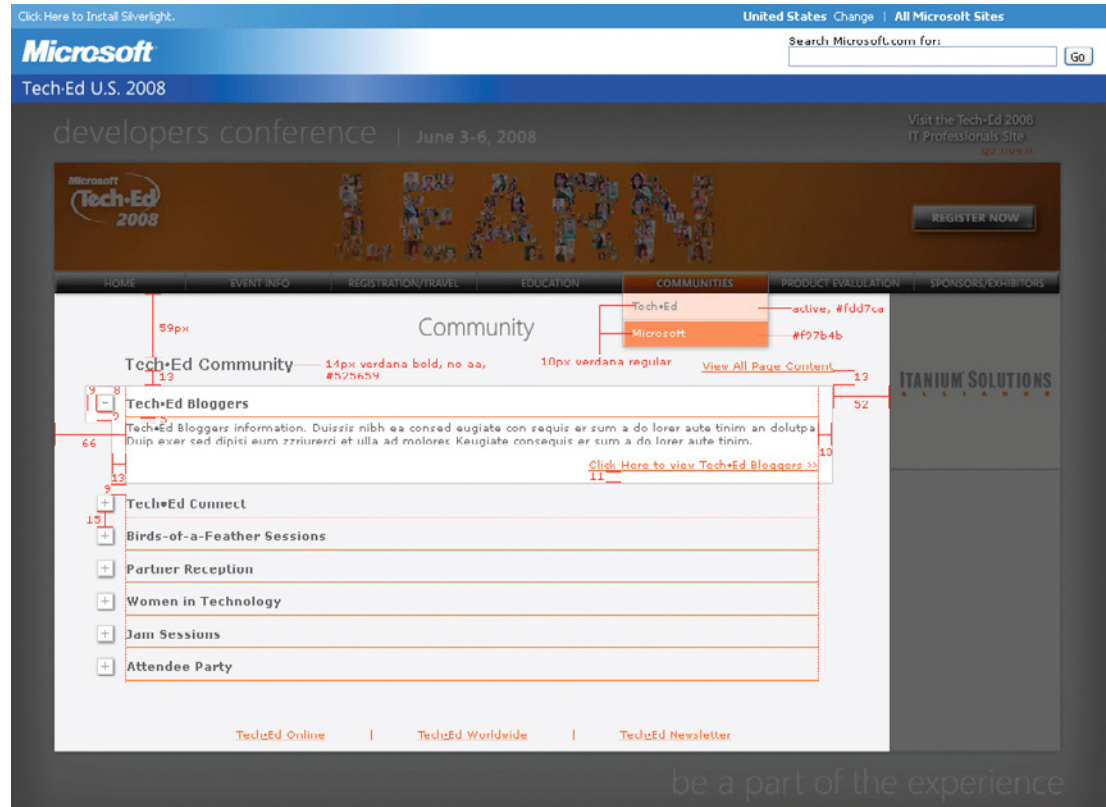 Click Here to Install Silverlight.
United States Change | All Microsoft Sites
Microsoft
Search Microsoft.com for:
Go
Tech·Ed U.S. 2008
developers conference | June 3-6, 2008
Visit the Tech-Ed 2008
IT Professionals Site
Microsoft
Tech·Ed
2008
LEARN
REGISTER NOW
HOME EVENT INFO REGISTRATION/TRAVEL EDUCATION COMMUNITIES PRODUCT EVALULATION SPONSORS/EXHIBITORS
Tech•Ed
active, #fdd7ca
59px
Community
Microsoft
#f97b4b
Tech•Ed Community
14px verdana bold, no aa,
#525659
10px verdana regular
View All Page Content
13
13
ITANIUM SOLUTIONS
ALLIANCE
9 8
Tech•Ed Bloggers
52
9
5
Tech•Ed Bloggers information. Duissis nibh ea consed eugiate con sequis er sum a do lorer aute tinim an dolutpa
Duip exer sed dipisi eum zzriurerci et ulla ad molores Keugiate consequis er sum a do lorer aute tinim.
66
13
Click Here to view Tech•Ed Bloggers >>
13
11
9
Tech•Ed Connect
15
Birds-of-a-Feather Sessions
Partner Reception
Women in Technology
Jam Sessions
Attendee Party
Tech•Ed Online | Tech•Ed Worldwide | Tech•Ed Newsletter
be a part of the experience